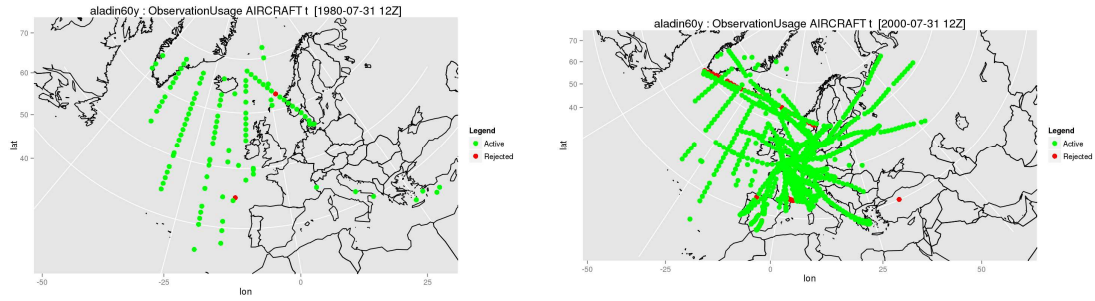 aladin60y : ObservationUsage AIRCRAFT t [1980-07-31 12Z]
70
60
50
40
lat
-50
-25
0
25
lon
Legend
Active
Rejected
aladin60y : ObservationUsage AIRCRAFT t [2000-07-31 12Z]
70
60
50
40
lat
-50
-25
0
25
50
lon
Legend
Active
Rejected